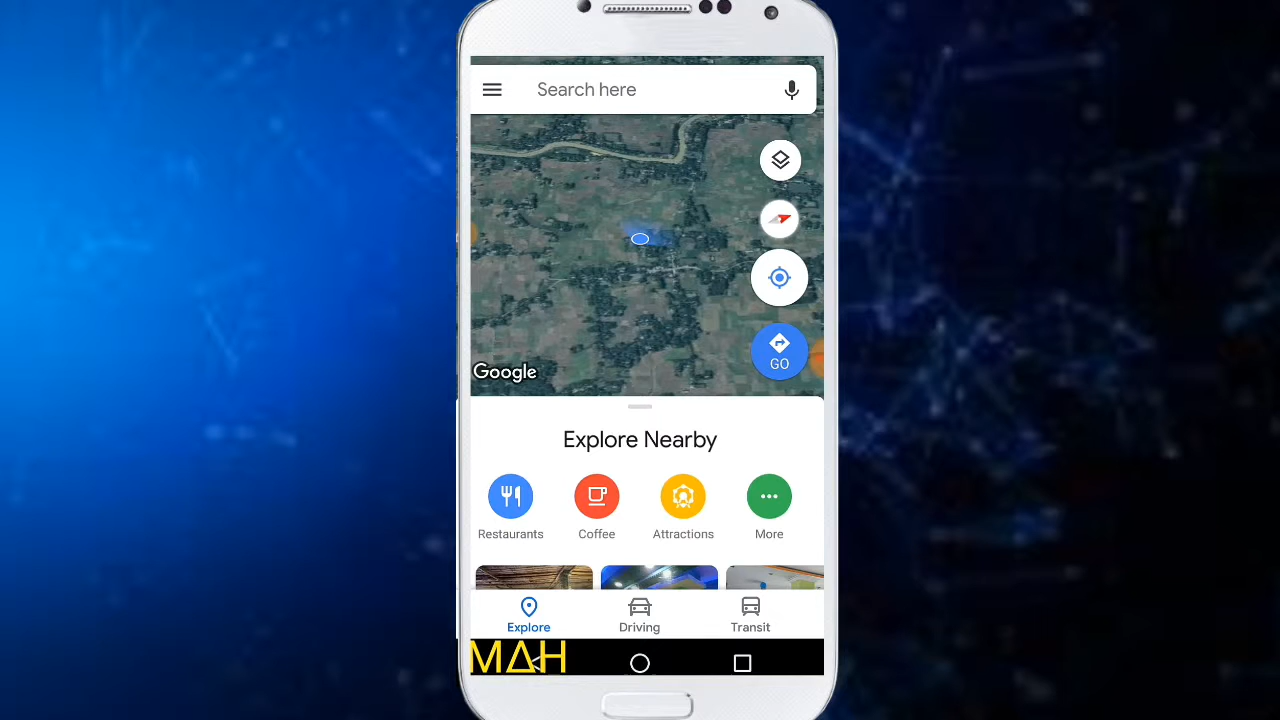 Search here
GO
Google
Explore Nearby
Restaurants
Coffee
Attractions
More
Explore
Driving
Transit
MΔH